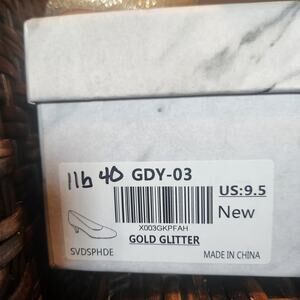 11b 40 GDY-03
US:9.5
New
X003GKPFAH
GOLD GLITTER
SVDSPHDE
MADE IN CHINA